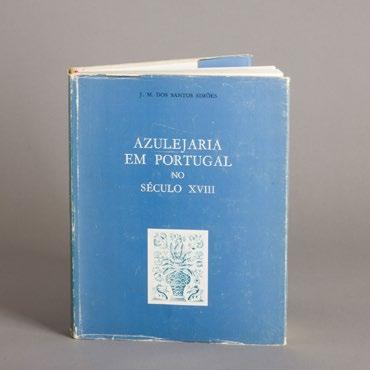 J. M. DOS SANTOS SIMÕES
AZULEJARIA
EM PORTUGAL
NO
SÉCULO XVIII